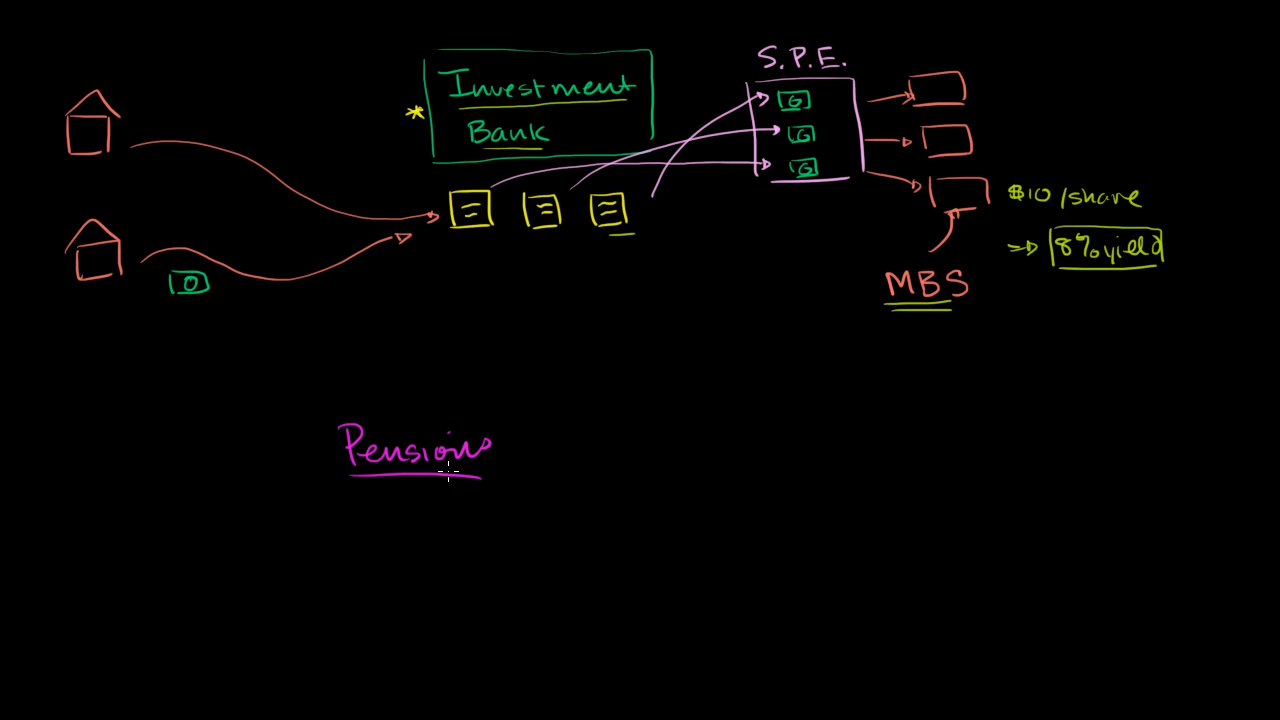 S.P.E.
Investment
Bank
$10/share
⇒ 8% yield
MBS
Pensions